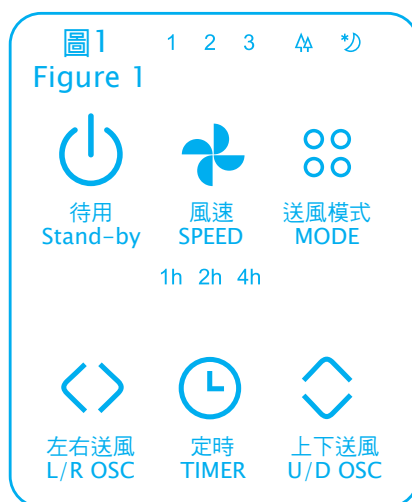 圖1
Figure 1
1 2 3
待用
Stand-by
風速
SPEED
送風模式
MODE
1h 2h 4h
左右送風
L/R OSC
定時
TIMER
上下送風
U/D OSC